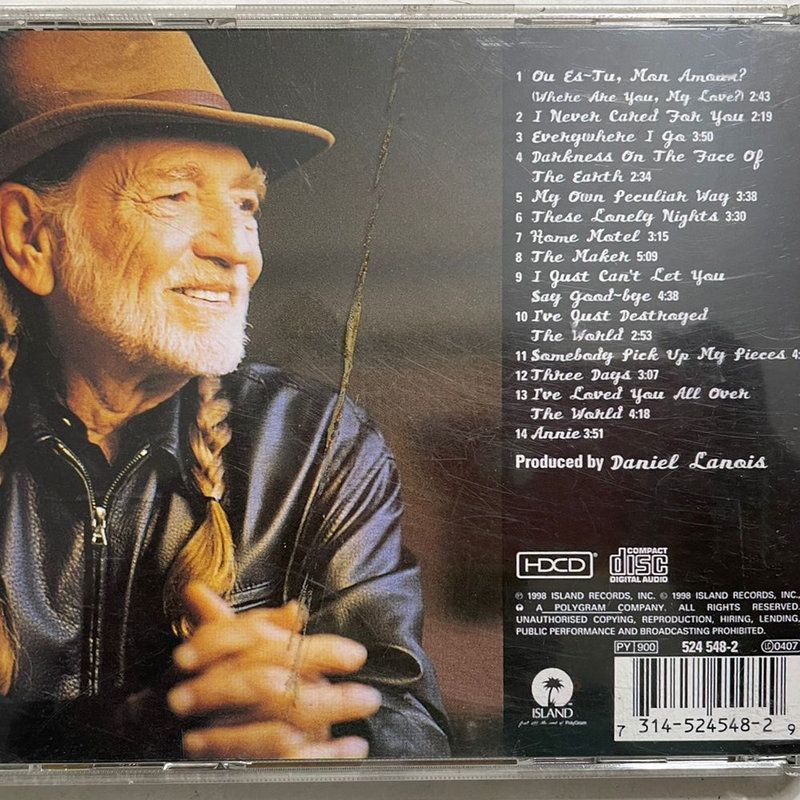 1 Ou Es-Tu, Mon Amour?
(Where Are You, My Love?) 2:43
2 I Never Cared For You 2:19
3 Everywhere I Go 3:50
4 Darkness On The Face Of
The Earth 2:34
5 My Own Peculiar Way 3:38
6 These Lonely Nights 3:30
7 Home Motel 3:15
8 The Maker 5:09
9 I Just Can't Let You
Say Good-bye 4:38
10 I've Just Destroyed
The World 2:53
11 Somebody Pick Up My Pieces 4:
12 Three Days 3:07
13 I've Loved You All Over
The World 4:18
14 Annie 3:51
Produced by Daniel Lanois
HDCD® COMPACT disc DIGITAL AUDIO
℗ 1998 ISLAND RECORDS, INC. © 1998 ISLAND RECORDS, INC.,
A POLYGRAM COMPANY. ALL RIGHTS RESERVED.
UNAUTHORISED COPYING, REPRODUCTION, HIRING, LENDING,
PUBLIC PERFORMANCE AND BROADCASTING PROHIBITED.
PY 900 524 548-2 LC 0407
ISLAND™
PolyGram
7 314-524548-2 9